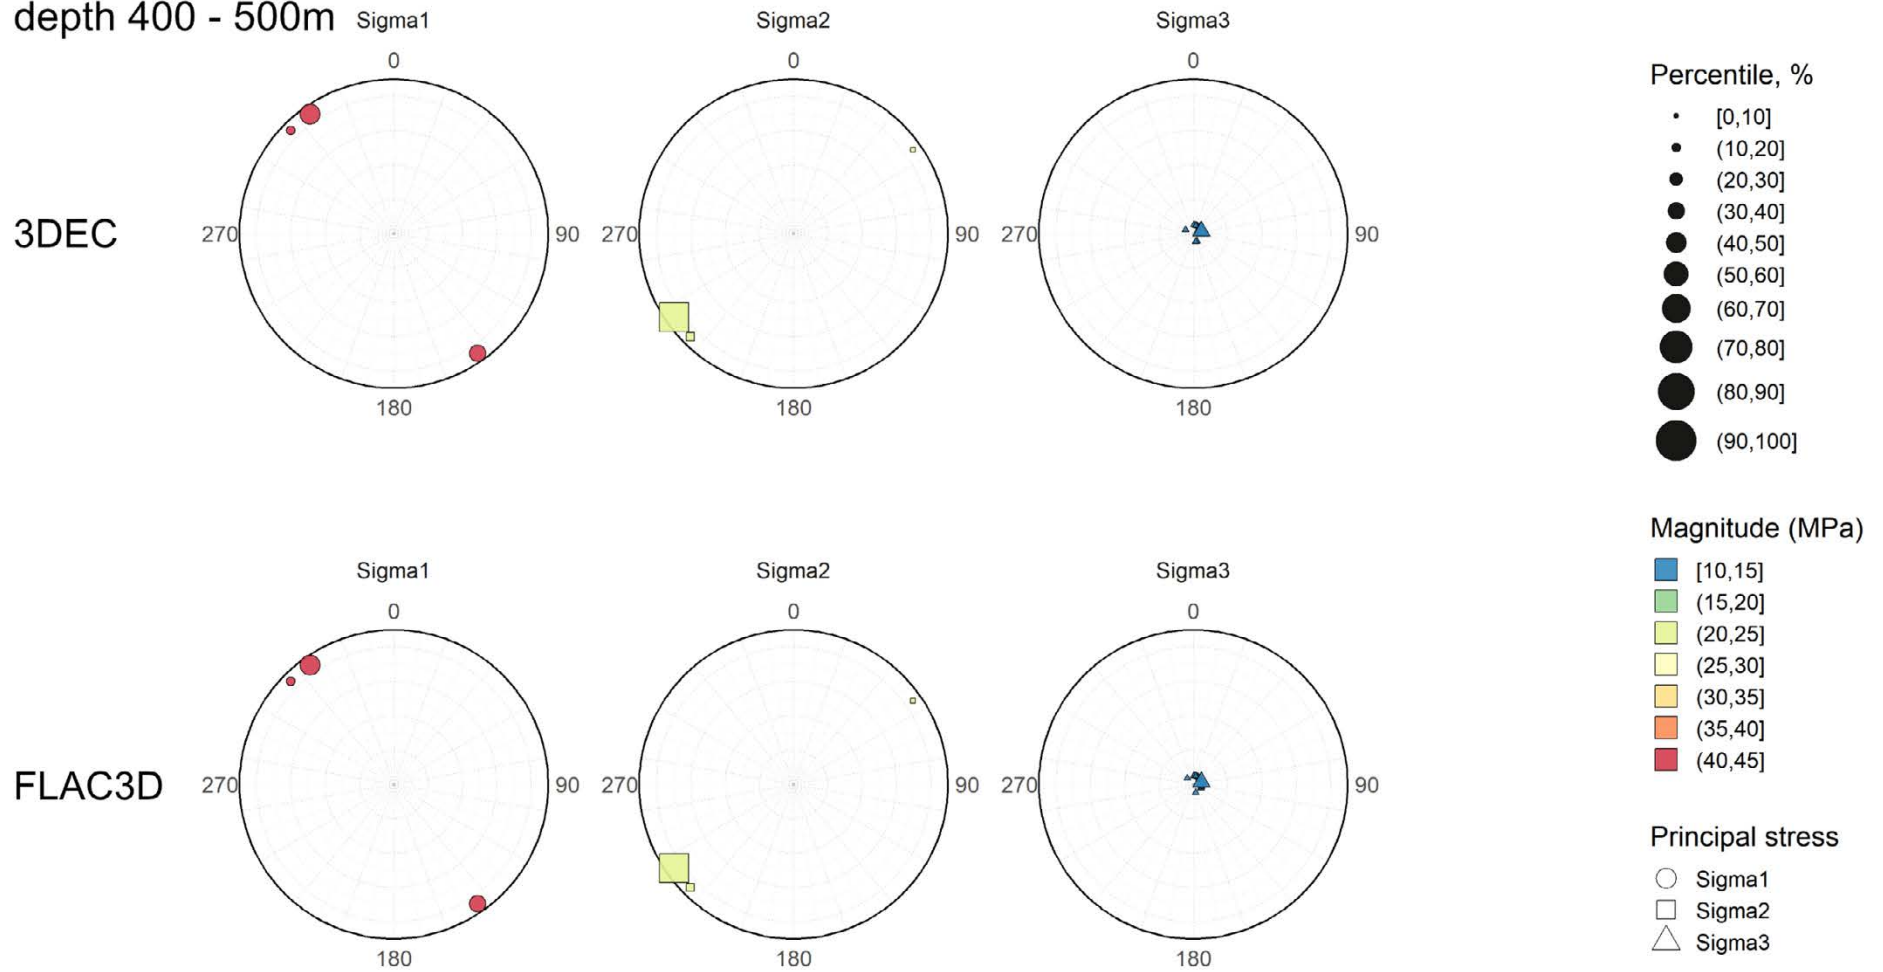 depth 400 - 500m
Sigma1
Sigma2
Sigma3
0
0
0
3DEC
270
90
270
90
270
90
180
180
180
Sigma1
Sigma2
Sigma3
0
0
0
FLAC3D
270
90
270
90
270
90
180
180
180
Percentile, %
[0,10]
(10,20]
(20,30]
(30,40]
(40,50]
(50,60]
(60,70]
(70,80]
(80,90]
(90,100]
Magnitude (MPa)
[10,15]
(15,20]
(20,25]
(25,30]
(30,35]
(35,40]
(40,45]
Principal stress
Sigma1
Sigma2
Sigma3